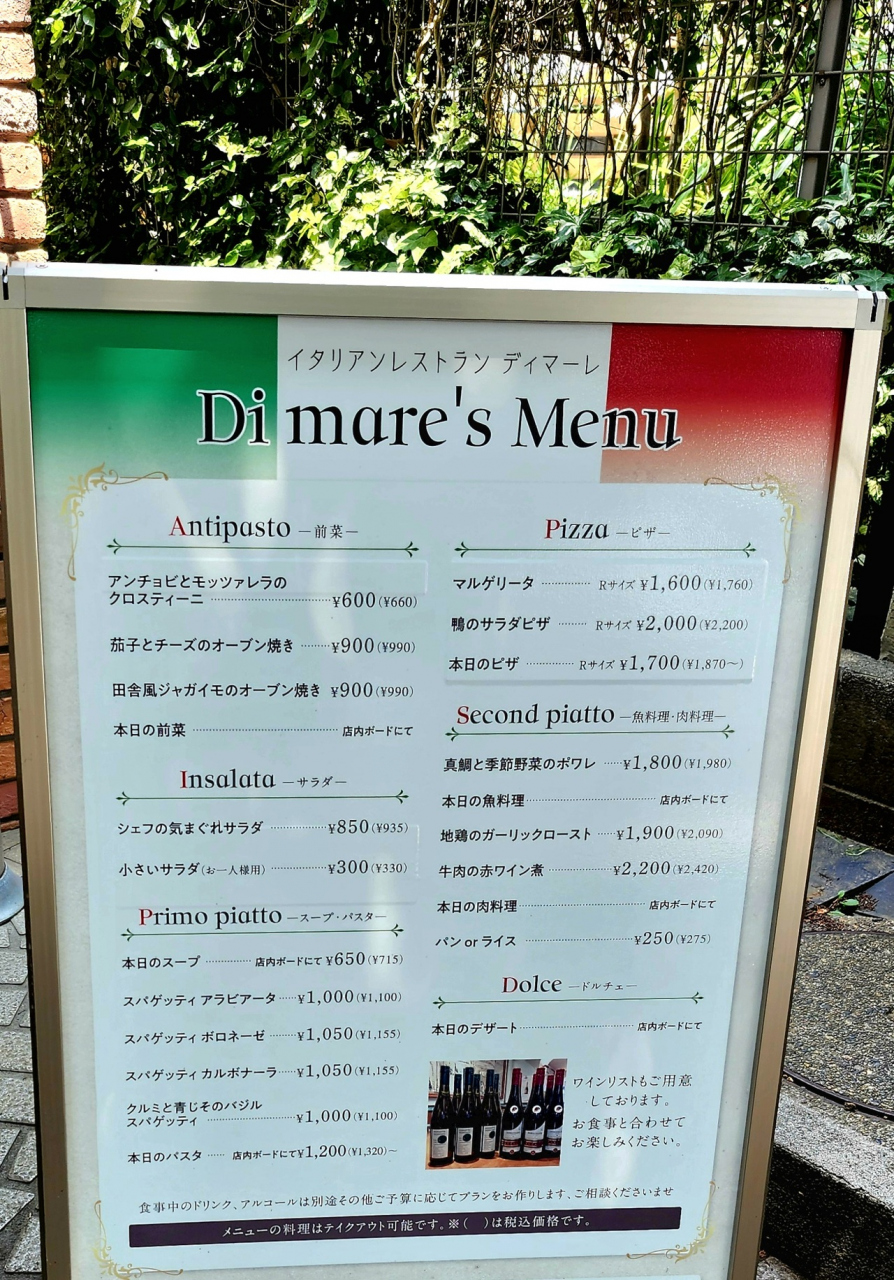 イタリアンレストラン ディマーレ
Di mare's Menu
Antipasto ―前菜―
アンチョビとモッツァレラの
クロスティーニ ¥600(¥660)
茄子とチーズのオーブン焼き ¥900(¥990)
田舎風ジャガイモのオーブン焼き ¥900(¥990)
本日の前菜 店内ボードにて
Insalata ―サラダ―
シェフの気まぐれサラダ ¥850(¥935)
小さいサラダ(お一人様用) ¥300(¥330)
Primo piatto ―スープ・パスタ―
本日のスープ 店内ボードにて ¥650(¥715)
スパゲッティ アラビアータ ¥1,000(¥1,100)
スパゲッティ ボロネーゼ ¥1,050(¥1,155)
スパゲッティ カルボナーラ ¥1,050(¥1,155)
クルミと青じそのバジル
スパゲッティ ¥1,000(¥1,100)
本日のパスタ 店内ボードにて¥1,200(¥1,320)~
Pizza ―ピザ―
マルゲリータ Rサイズ ¥1,600(¥1,760)
鴨のサラダピザ Rサイズ ¥2,000(¥2,200)
本日のピザ Rサイズ ¥1,700(¥1,870~)
Second piatto ―魚料理・肉料理―
真鯛と季節野菜のポワレ ¥1,800(¥1,980)
本日の魚料理 店内ボードにて
地鶏のガーリックロースト ¥1,900(¥2,090)
牛肉の赤ワイン煮 ¥2,200(¥2,420)
本日の肉料理 店内ボードにて
パン or ライス ¥250(¥275)
Dolce ―ドルチェ―
本日のデザート 店内ボードにて
ワインリストもご用意
しております。
お食事と合わせて
お楽しみください。
食事中のドリンク、アルコールは別途その他ご予算に応じてプランをお作りします、ご相談くださいませ
メニューの料理はテイクアウト可能です。※( )は税込価格です。